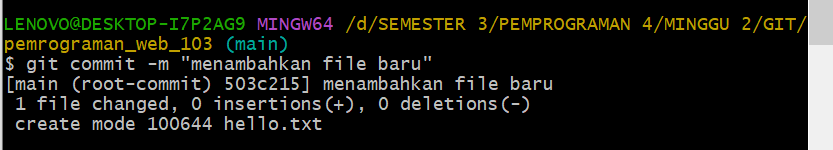 LENOVO@DESKTOP-I7P2AG9 MINGW64 /d/SEMESTER 3/PEMPROGRAMAN 4/MINGGU 2/GIT/
pemrograman_web_103 (main)
$ git commit -m "menambahkan file baru"
[main (root-commit) 503c215] menambahkan file baru
 1 file changed, 0 insertions(+), 0 deletions(-)
 create mode 100644 hello.txt